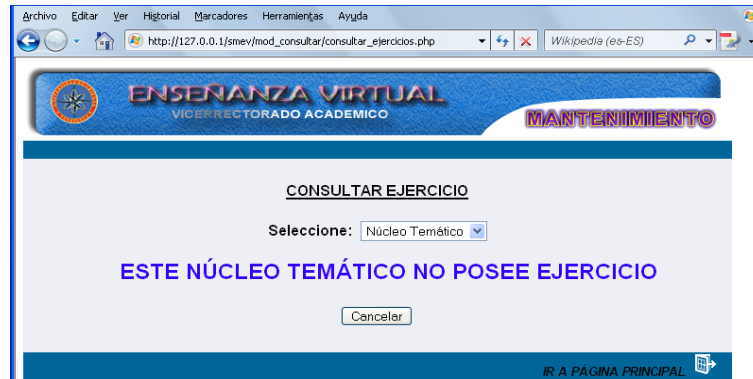 Archivo Editar Ver Historial Marcadores Herramientas Ayuda
http://127.0.0.1/smev/mod_consultar/consultar_ejercicios.php Wikipedia (es-ES)
ENSEÑANZA VIRTUAL
VICERRECTORADO ACADEMICO
MANTENIMIENTO
CONSULTAR EJERCICIO
Seleccione: Núcleo Temático
ESTE NÚCLEO TEMÁTICO NO POSEE EJERCICIO
Cancelar
IR A PÁGINA PRINCIPAL